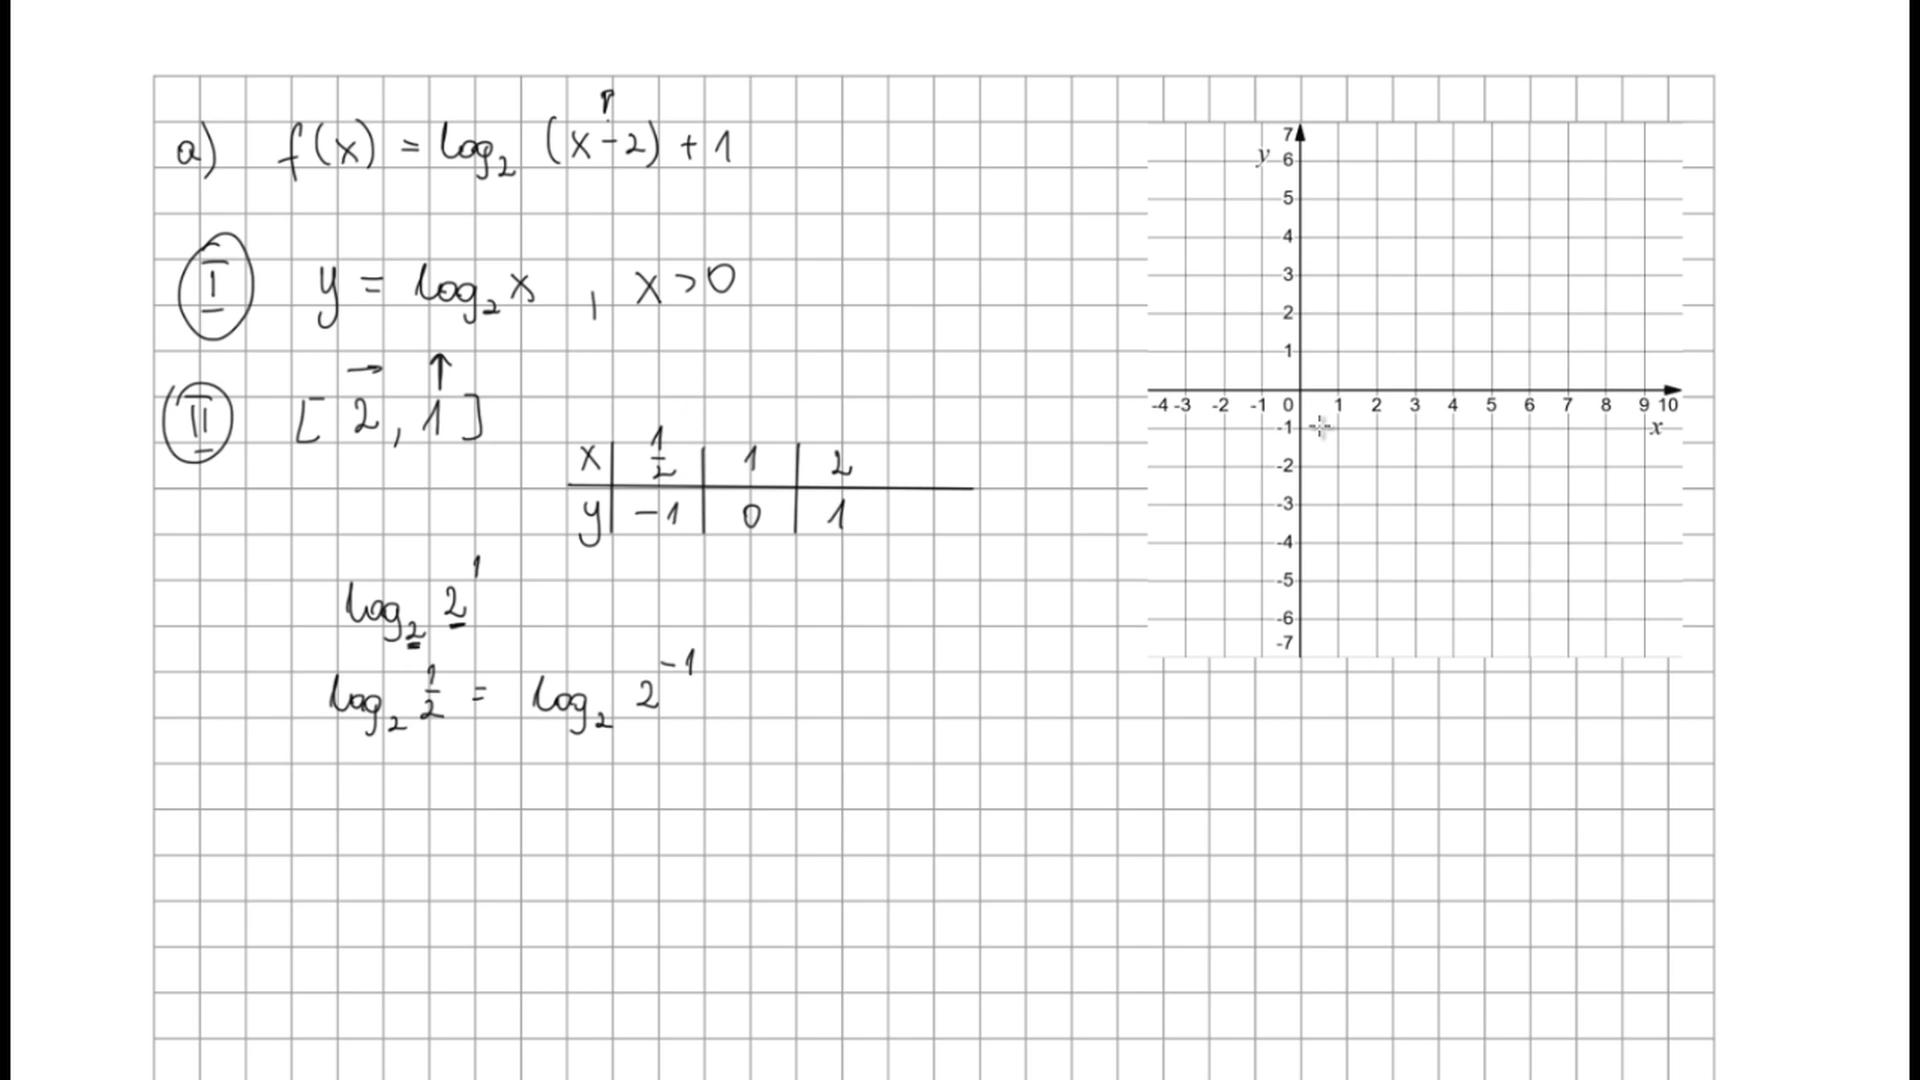 a) f(x) = log₂ (x-2) + 1
I y = log₂ x , x > 0
→ ↑
II [ 2 , 1 ]
x | 1/2 | 1 | 2
y | -1 | 0 | 1
log₂ 2¹
log₂ 1/2 = log₂ 2⁻¹
7
y 6
5
4
3
2
1
-4 -3 -2 -1 0 1 2 3 4 5 6 7 8 9 10
-1 x
-2
-3
-4
-5
-6
-7